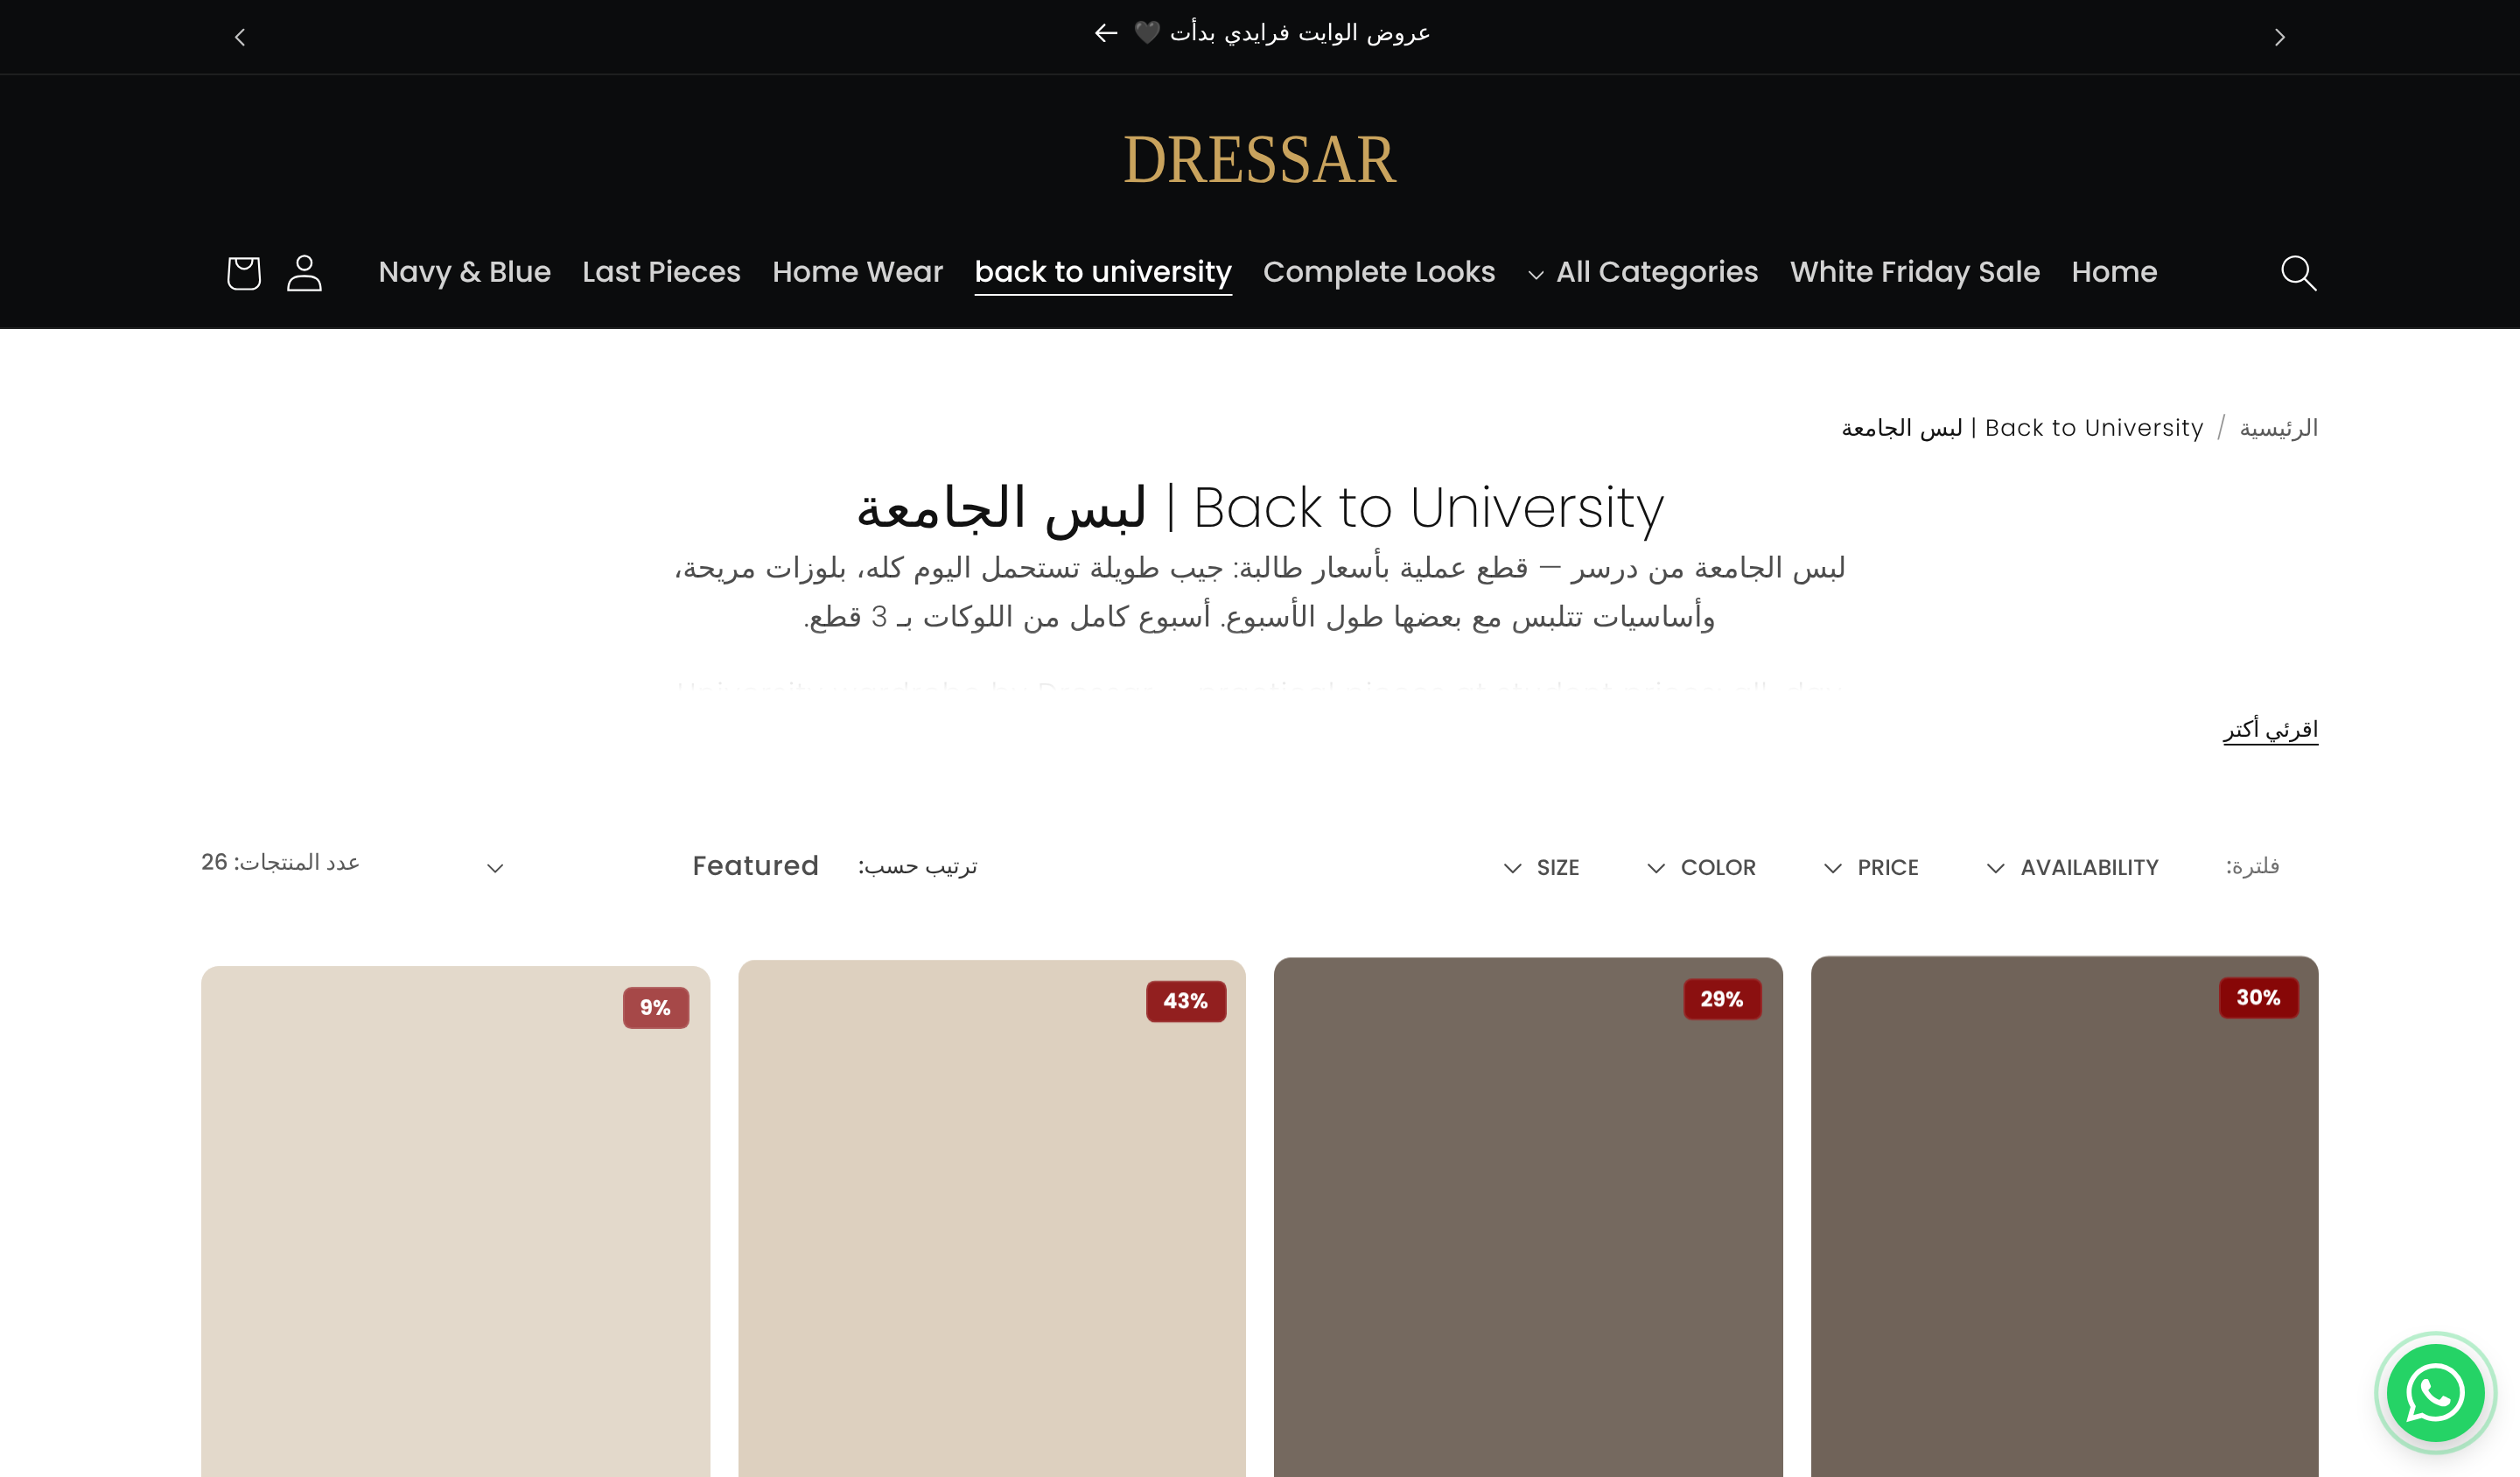 عروض الوايت فرايدي بدأت 🖤 ←
DRESSAR
Home White Friday Sale All Categories Complete Looks back to university Home Wear Last Pieces Navy & Blue
الرئيسية / Back to University | لبس الجامعة
Back to University | لبس الجامعة
لبس الجامعة من درسر — قطع عملية بأسعار طالبة: جيب طويلة تستحمل اليوم كله، بلوزات مريحة،
وأساسيات تتلبس مع بعضها طول الأسبوع. أسبوع كامل من اللوكات بـ 3 قطع.
اقرئي أكتر
فلترة: AVAILABILITY PRICE COLOR SIZE ترتيب حسب: Featured عدد المنتجات: 26
30% 29% 43% 9%